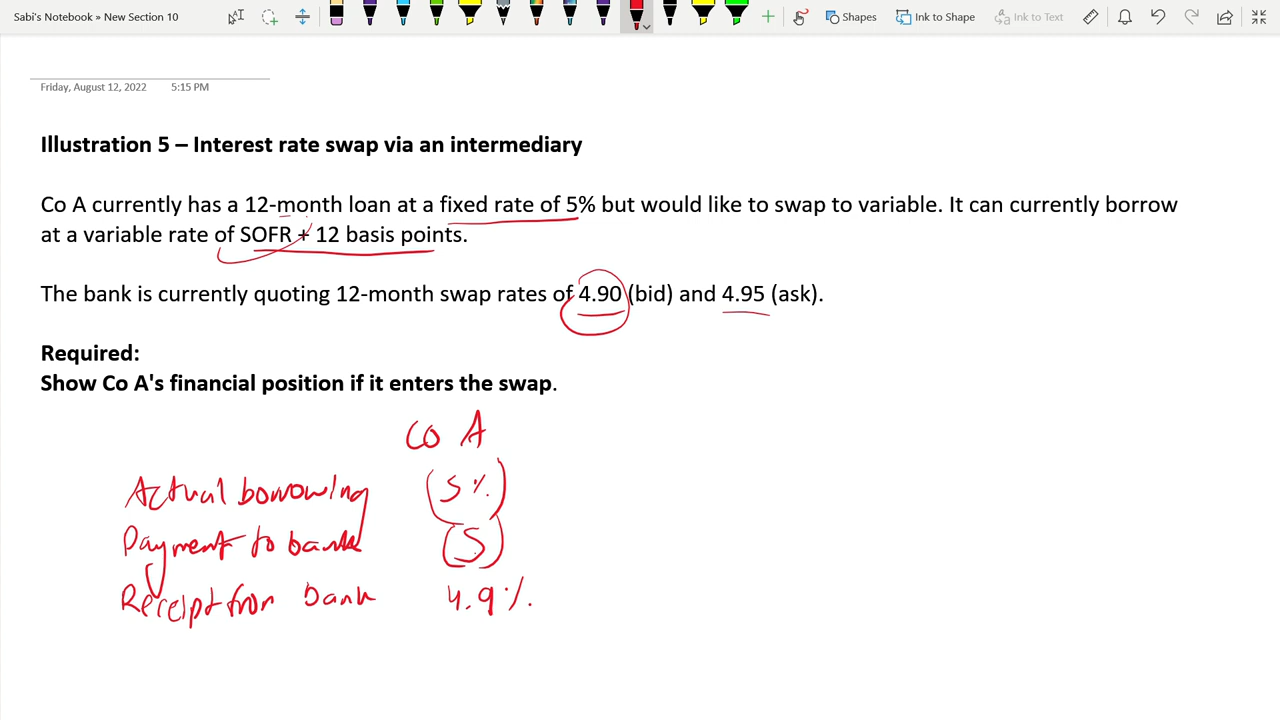 Sabi's Notebook » New Section 10
Shapes
Ink to Shape
Ink to Text
Friday, August 12, 2022 5:15 PM
Illustration 5 – Interest rate swap via an intermediary
Co A currently has a 12-month loan at a fixed rate of 5% but would like to swap to variable. It can currently borrow
at a variable rate of SOFR + 12 basis points.
The bank is currently quoting 12-month swap rates of 4.90 (bid) and 4.95 (ask).
Required:
Show Co A's financial position if it enters the swap.
Co A
Actual borrowing (5%)
Payment to bank (S)
Receipt from bank 4.9%